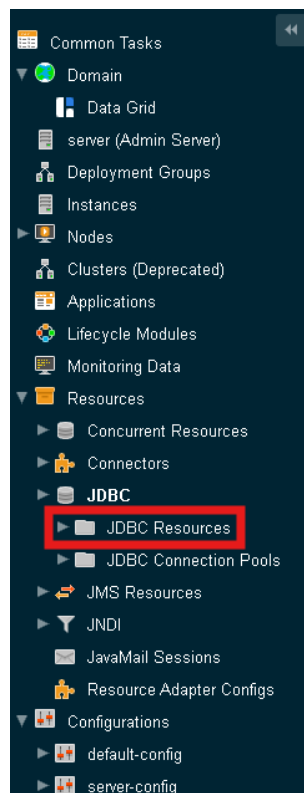 Common Tasks
Domain
Data Grid
server (Admin Server)
Deployment Groups
Instances
Nodes
Clusters (Deprecated)
Applications
Lifecycle Modules
Monitoring Data
Resources
Concurrent Resources
Connectors
JDBC
JDBC Resources
JDBC Connection Pools
JMS Resources
JNDI
JavaMail Sessions
Resource Adapter Configs
Configurations
default-config
server-config